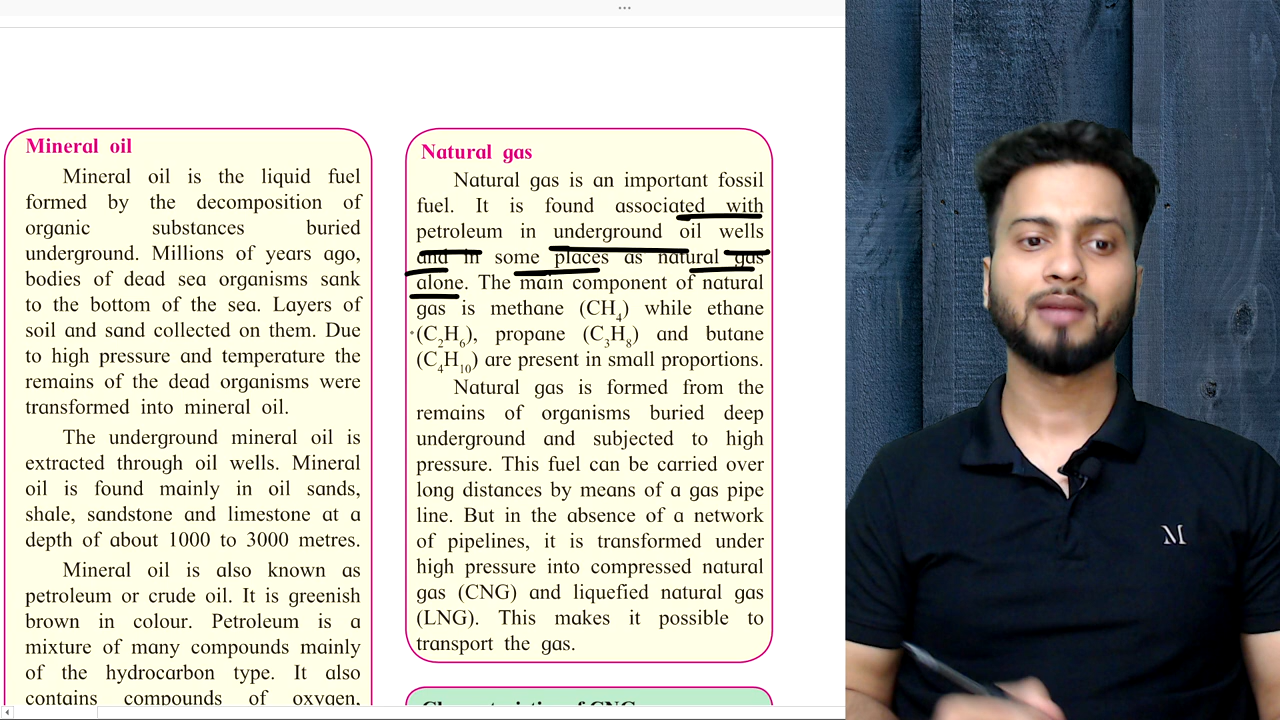 Mineral oil
Mineral oil is the liquid fuel
formed by the decomposition of
organic substances buried
underground. Millions of years ago,
bodies of dead sea organisms sank
to the bottom of the sea. Layers of
soil and sand collected on them. Due
to high pressure and temperature the
remains of the dead organisms were
transformed into mineral oil.
The underground mineral oil is
extracted through oil wells. Mineral
oil is found mainly in oil sands,
shale, sandstone and limestone at a
depth of about 1000 to 3000 metres.
Mineral oil is also known as
petroleum or crude oil. It is greenish
brown in colour. Petroleum is a
mixture of many compounds mainly
of the hydrocarbon type. It also
contains compounds of oxygen,
Natural gas
Natural gas is an important fossil
fuel. It is found associated with
petroleum in underground oil wells
and in some places as natural gas
alone. The main component of natural
gas is methane (CH₄) while ethane
(C₂H₆), propane (C₃H₈) and butane
(C₄H₁₀) are present in small proportions.
Natural gas is formed from the
remains of organisms buried deep
underground and subjected to high
pressure. This fuel can be carried over
long distances by means of a gas pipe
line. But in the absence of a network
of pipelines, it is transformed under
high pressure into compressed natural
gas (CNG) and liquefied natural gas
(LNG). This makes it possible to
transport the gas.
Characteristics of CNG
M